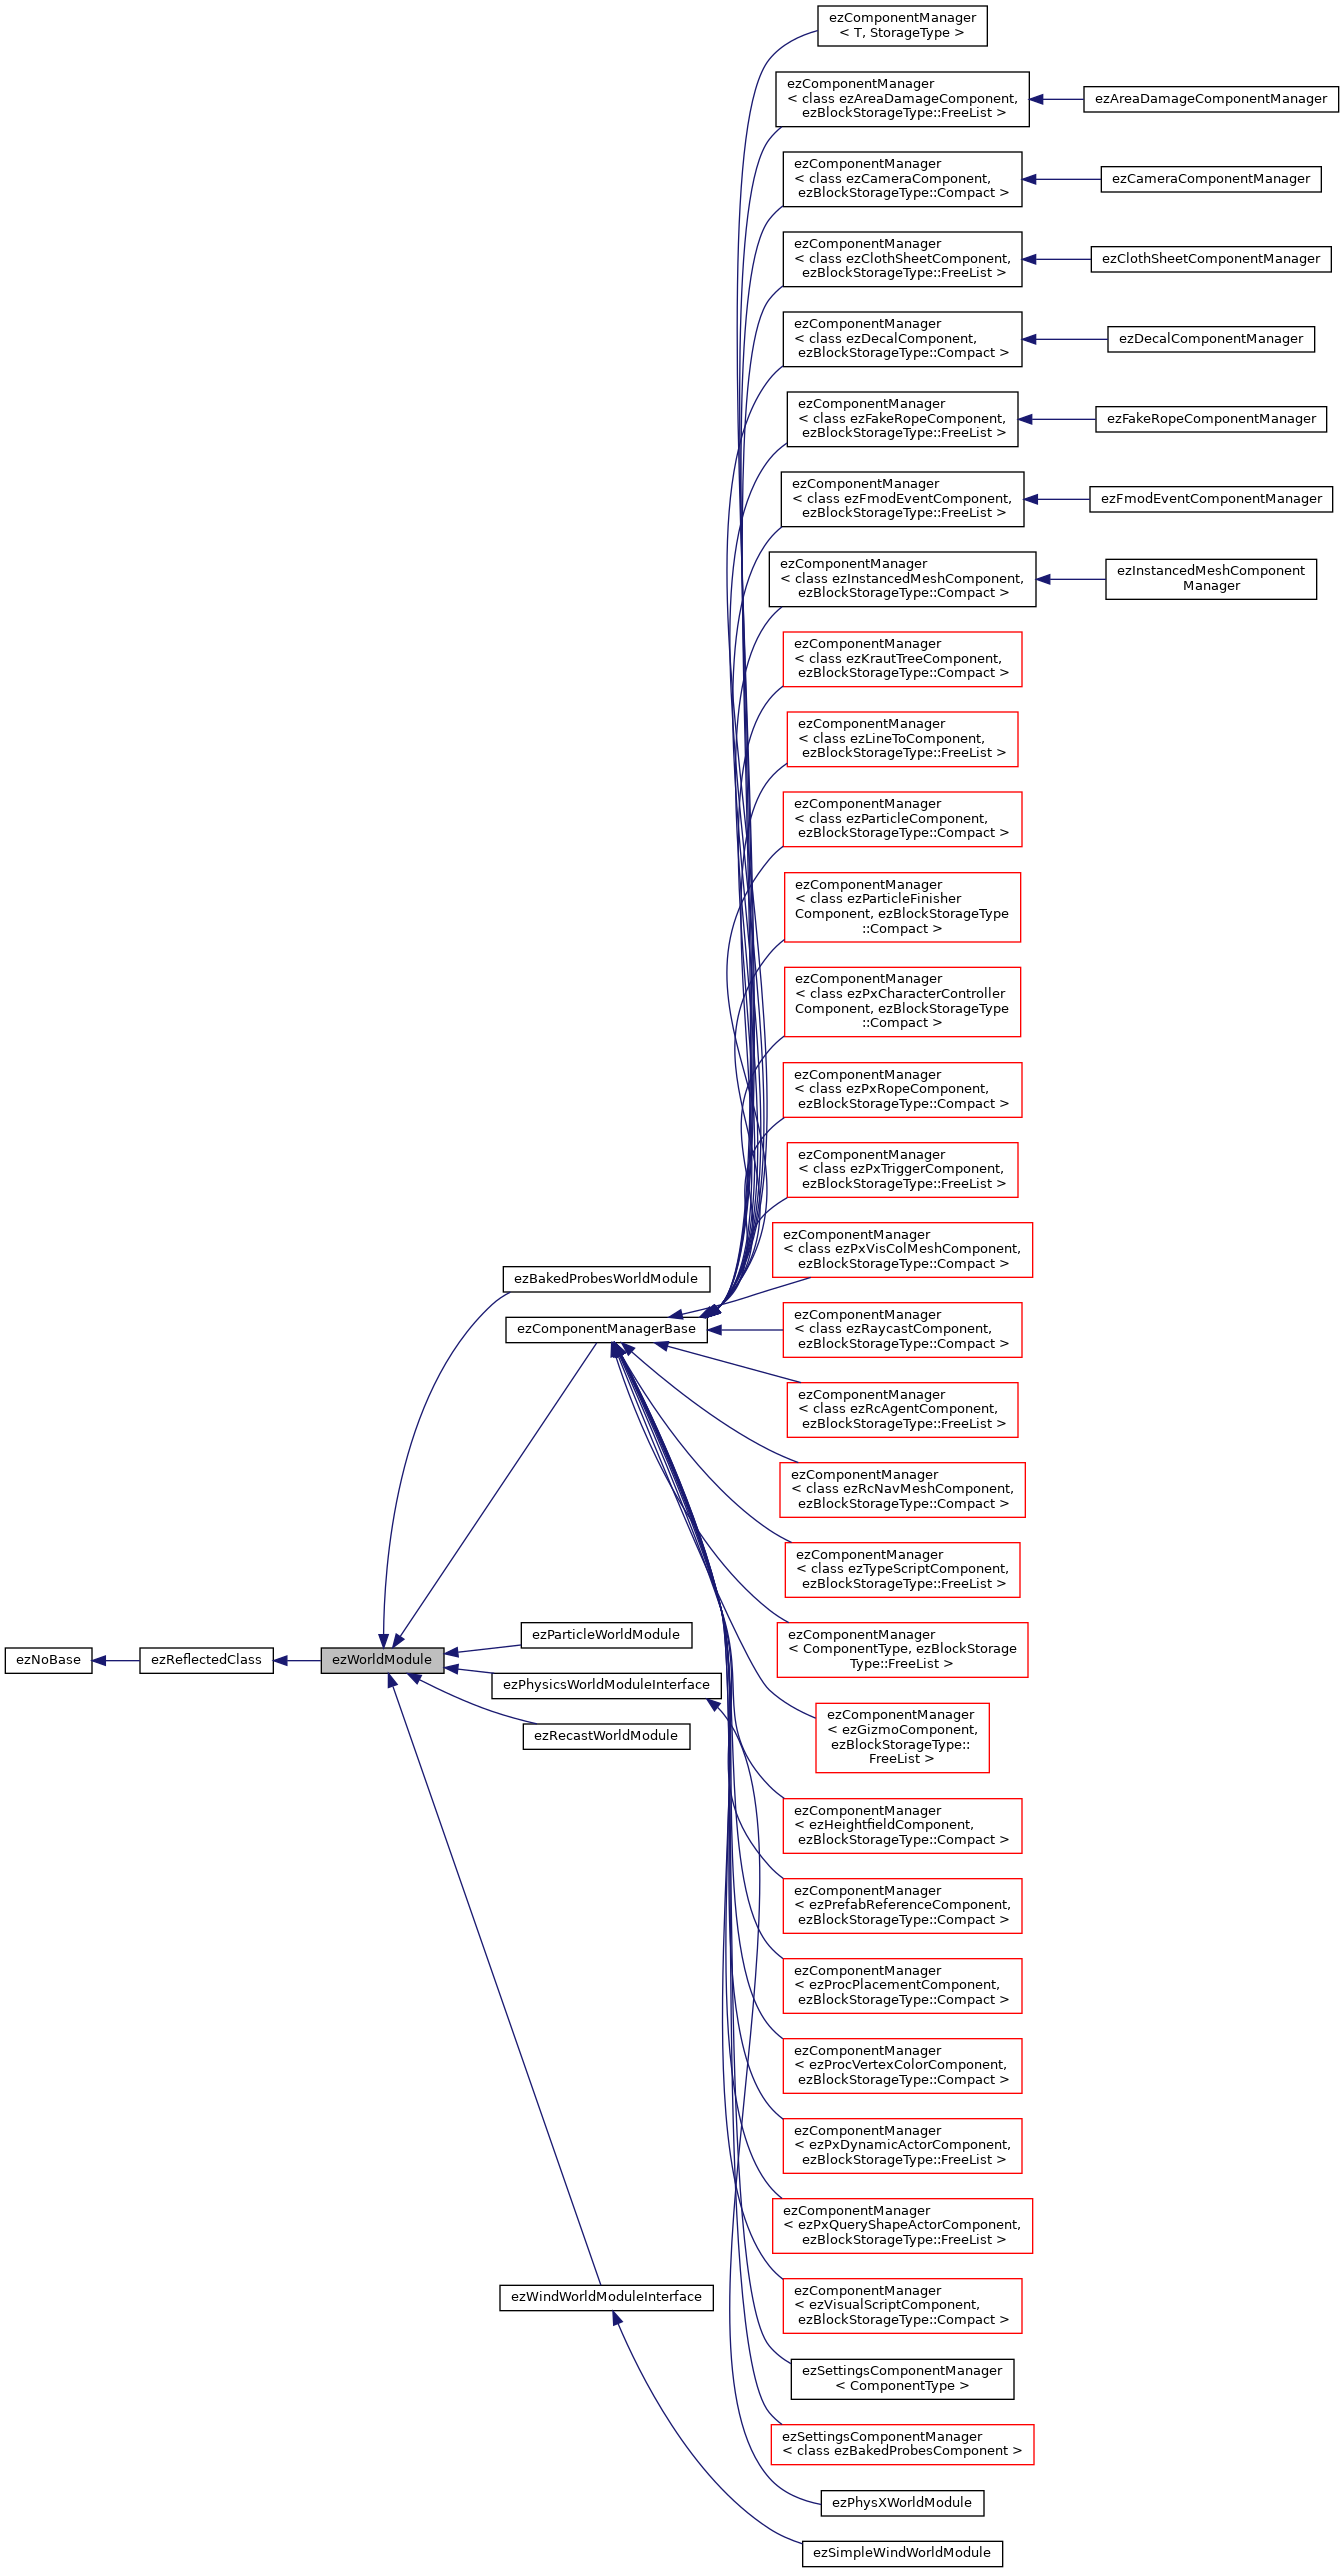 ezComponentManager
< T, StorageType >
ezComponentManager
< class ezAreaDamageComponent,
ezBlockStorageType::FreeList >
ezAreaDamageComponentManager
ezComponentManager
< class ezCameraComponent,
ezBlockStorageType::Compact >
ezCameraComponentManager
ezComponentManager
< class ezClothSheetComponent,
ezBlockStorageType::FreeList >
ezClothSheetComponentManager
ezComponentManager
< class ezDecalComponent,
ezBlockStorageType::Compact >
ezDecalComponentManager
ezComponentManager
< class ezFakeRopeComponent,
ezBlockStorageType::FreeList >
ezFakeRopeComponentManager
ezComponentManager
< class ezFmodEventComponent,
ezBlockStorageType::FreeList >
ezFmodEventComponentManager
ezComponentManager
< class ezInstancedMeshComponent,
ezBlockStorageType::Compact >
ezInstancedMeshComponent
Manager
ezComponentManager
< class ezKrautTreeComponent,
ezBlockStorageType::Compact >
ezComponentManager
< class ezLineToComponent,
ezBlockStorageType::FreeList >
ezComponentManager
< class ezParticleComponent,
ezBlockStorageType::Compact >
ezComponentManager
< class ezParticleFinisher
Component, ezBlockStorageType
::Compact >
ezComponentManager
< class ezPxCharacterController
Component, ezBlockStorageType
::Compact >
ezComponentManager
< class ezPxRopeComponent,
ezBlockStorageType::Compact >
ezComponentManager
< class ezPxTriggerComponent,
ezBlockStorageType::FreeList >
ezComponentManager
< class ezPxVisColMeshComponent,
ezBlockStorageType::Compact >
ezBakedProbesWorldModule
ezComponentManagerBase
ezComponentManager
< class ezRaycastComponent,
ezBlockStorageType::Compact >
ezComponentManager
< class ezRcAgentComponent,
ezBlockStorageType::FreeList >
ezComponentManager
< class ezRcNavMeshComponent,
ezBlockStorageType::Compact >
ezComponentManager
< class ezTypeScriptComponent,
ezBlockStorageType::FreeList >
ezComponentManager
< ComponentType, ezBlockStorage
Type::FreeList >
ezNoBase
ezReflectedClass
ezWorldModule
ezParticleWorldModule
ezPhysicsWorldModuleInterface
ezRecastWorldModule
ezComponentManager
< ezGizmoComponent,
ezBlockStorageType::
FreeList >
ezComponentManager
< ezHeightfieldComponent,
ezBlockStorageType::Compact >
ezComponentManager
< ezPrefabReferenceComponent,
ezBlockStorageType::Compact >
ezComponentManager
< ezProcPlacementComponent,
ezBlockStorageType::Compact >
ezComponentManager
< ezProcVertexColorComponent,
ezBlockStorageType::Compact >
ezComponentManager
< ezPxDynamicActorComponent,
ezBlockStorageType::FreeList >
ezComponentManager
< ezPxQueryShapeActorComponent,
ezBlockStorageType::FreeList >
ezWindWorldModuleInterface
ezComponentManager
< ezVisualScriptComponent,
ezBlockStorageType::Compact >
ezSettingsComponentManager
< ComponentType >
ezSettingsComponentManager
< class ezBakedProbesComponent >
ezPhysXWorldModule
ezSimpleWindWorldModule